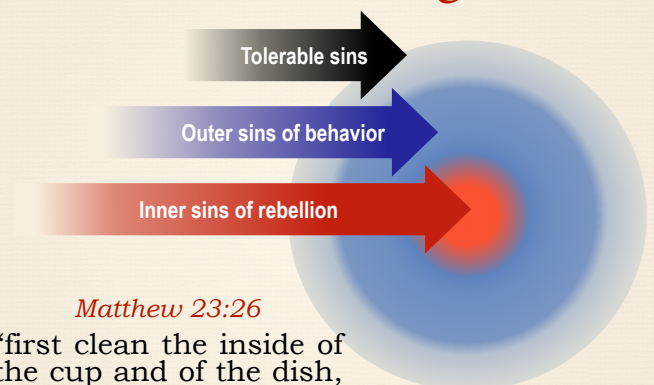 Tolerable sins
Outer sins of behavior
Inner sins of rebellion
Matthew 23:26
“first clean the inside of
the cup and of the dish,